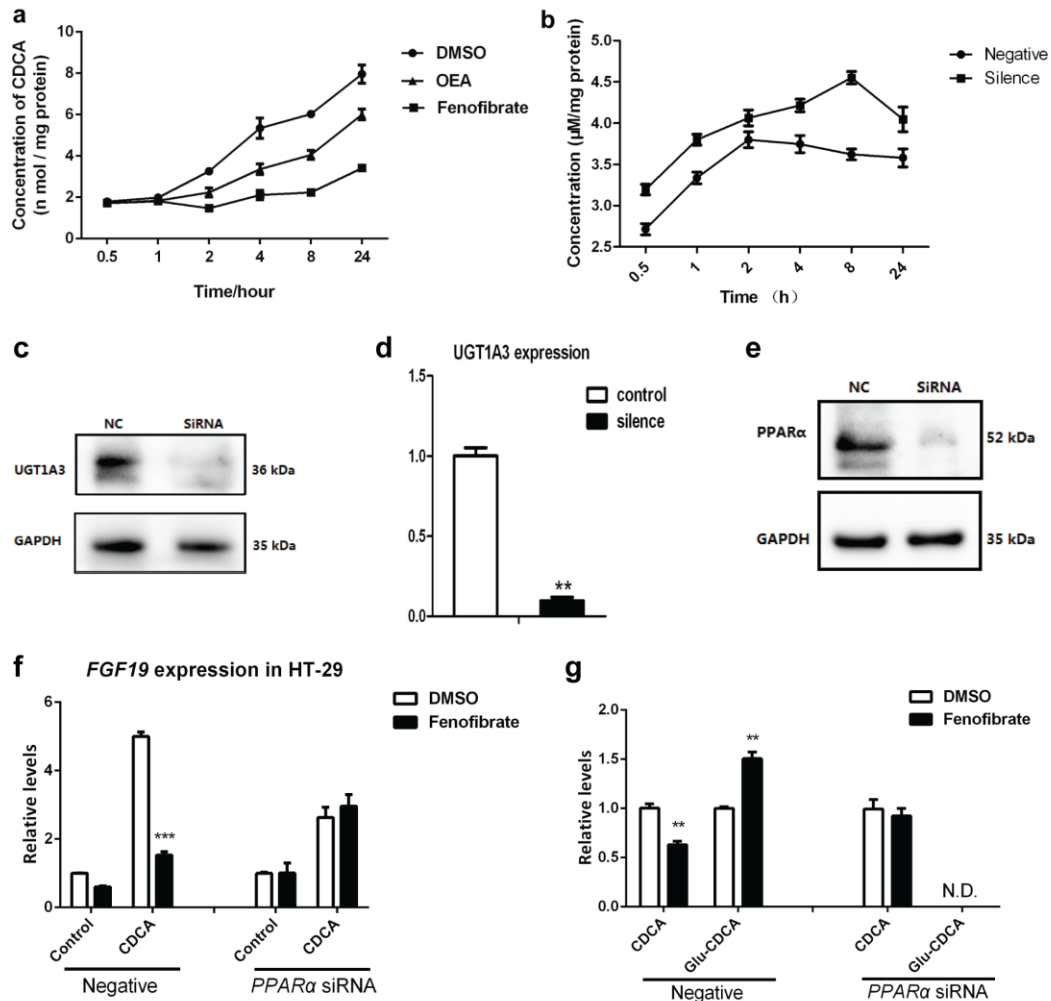 a
Concentration of CDCA
(n mol / mg protein)
10
8
6
4
2
0
0.5 1 2 4 8 24
Time/hour
DMSO
OEA
Fenofibrate
b
Concentration (μM/mg protein)
5.0
4.5
4.0
3.5
3.0
2.5
0.5 1 2 4 8 24
Time (h)
Negative
Silence
c
NC SiRNA
UGT1A3 36 kDa
GAPDH 35 kDa
d
UGT1A3 expression
1.5
1.0
0.5
0.0
**
control
silence
e
NC SiRNA
PPARα 52 kDa
GAPDH 35 kDa
f
FGF19 expression in HT-29
DMSO
Fenofibrate
Relative levels
6
4
2
0
***
Control CDCA Control CDCA
Negative PPARα siRNA
g
DMSO
Fenofibrate
Relative levels
2.0
1.5
1.0
0.5
0.0
**
**
N.D.
CDCA Glu-CDCA CDCA Glu-CDCA
Negative PPARα siRNA